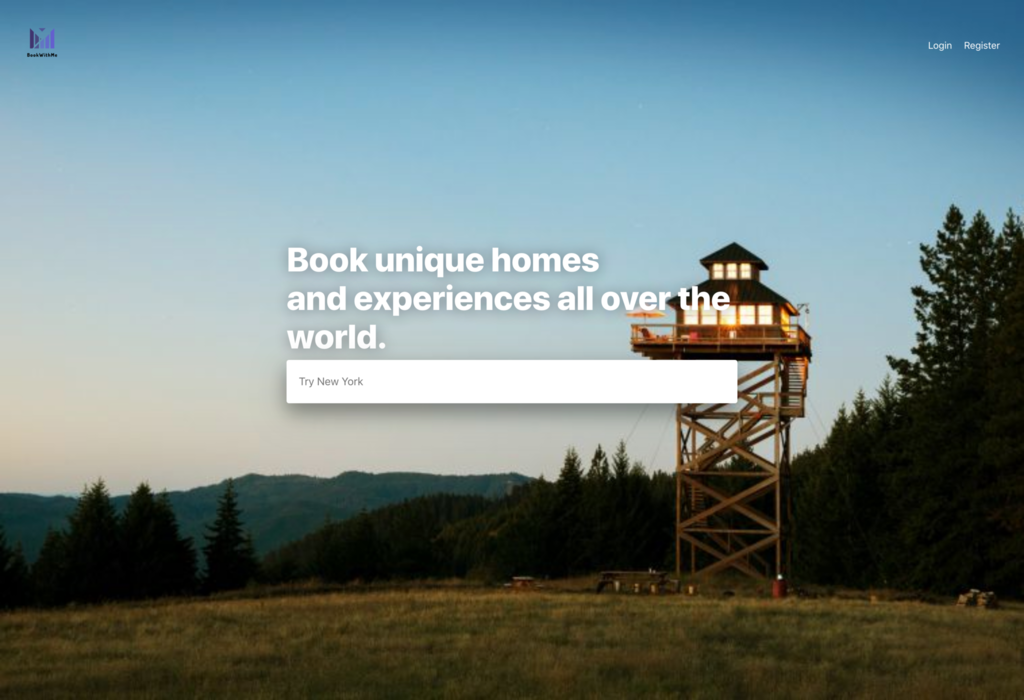 BookWithMe
Login Register
Book unique homes
and experiences all over the
world.
Try New York